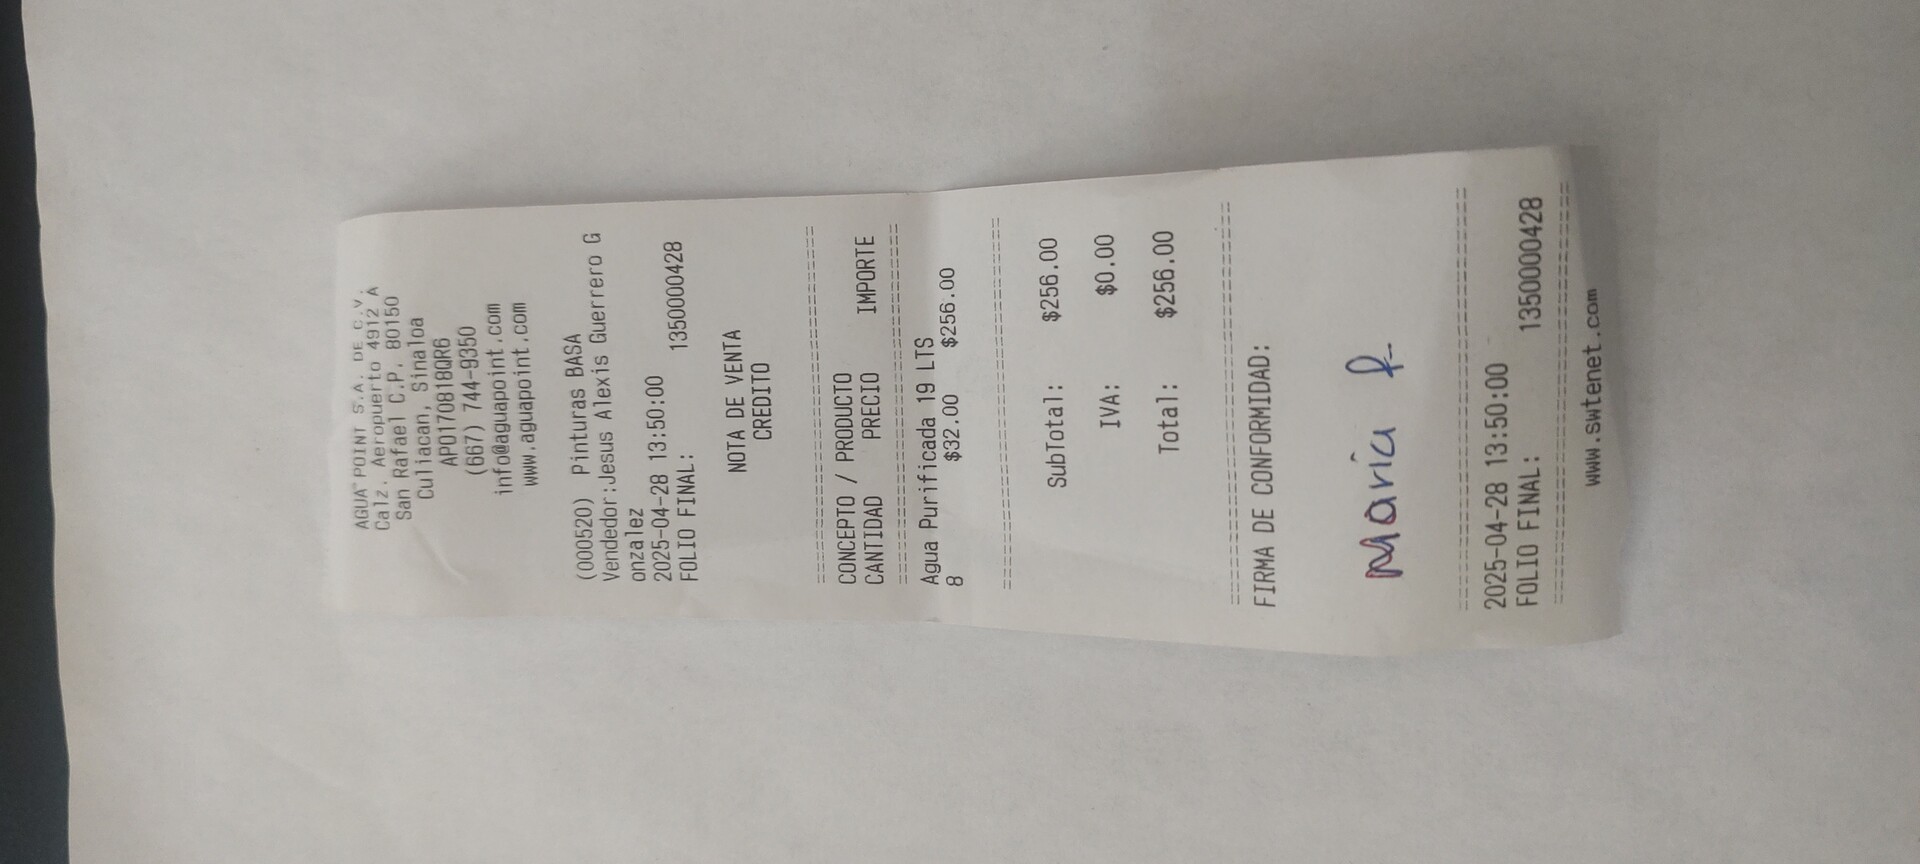 AGUA POINT S.A. DE C.V.
Calz. Aeropuerto 4912 A
San Rafael C.P. 80150
Culiacan, Sinaloa
APO170818QR6
(667) 744-9350
info@aguapoint.com
www.aguapoint.com
(000520) Pinturas BASA
Vendedor:Jesus Alexis Guerrero G
onzalez
2025-04-28 13:50:00
FOLIO FINAL: 1350000428
NOTA DE VENTA
CREDITO
================================
CONCEPTO / PRODUCTO
CANTIDAD PRECIO IMPORTE
================================
Agua Purificada 19 LTS
8 $32.00 $256.00
================================
SubTotal: $256.00
IVA: $0.00
Total: $256.00
================================
FIRMA DE CONFORMIDAD:
María R
================================
2025-04-28 13:50:00
FOLIO FINAL: 1350000428
================================
www.swtenet.com